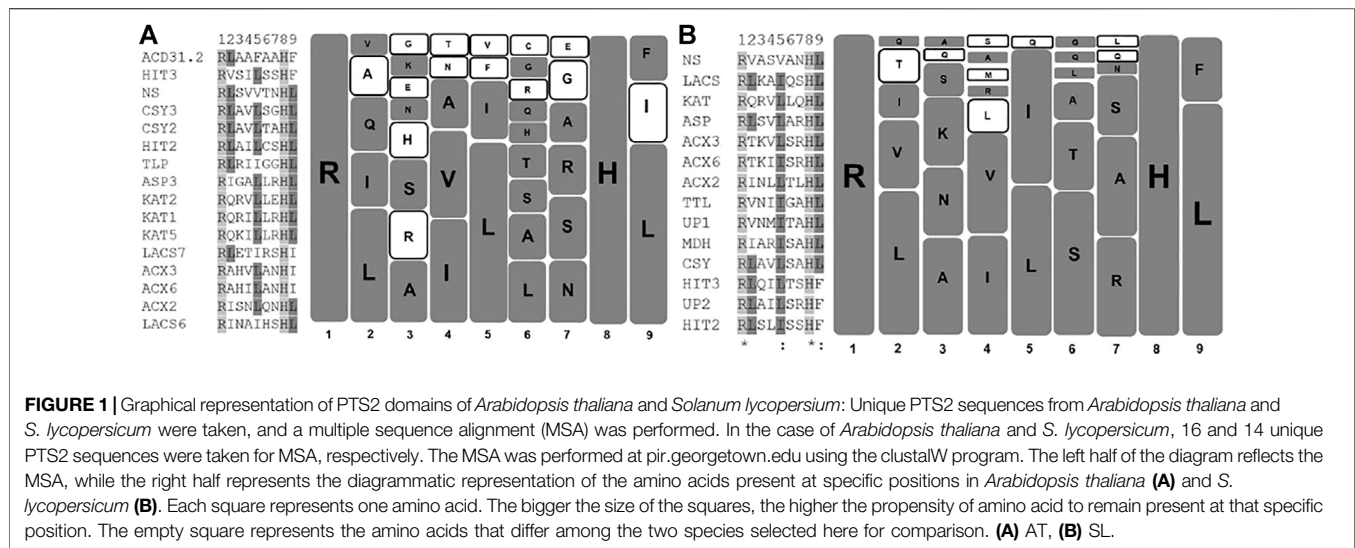 A
123456789
ACD31.2 RLAAFAAHF
HIT3 RVSILSSHF
NS RLSVVTNHL
CSY3 RLAVLSGHL
CSY2 RLAVLTAHL
HIT2 RLAILCSHL
TLP RLRIIGGHL
ASP3 RIGALLRHL
KAT2 RQRVLLEHL
KAT1 RQRILLRHL
KAT5 RQKILLRHL
LACS7 RLETIRSHI
ACX3 RAHVLANHI
ACX6 RAHILANHI
ACX2 RISNLQNHL
LACS6 RINAIHSHL
R
V A Q I L
G K E N H S R A
T N A V I
V F I L
C G R Q H T S A L
E G A R S N
H
F I L
1 2 3 4 5 6 7 8 9
B
123456789
NS RVASVANHL
LACS RLKAIQSHL
KAT RQRVLLQHL
ASP RLSVLARHL
ACX3 RTKVLSRHL
ACX6 RTKIISRHL
ACX2 RINLLTLHL
TTL RVNIIGAHL
UP1 RVNMITAHL
MDH RIARISAHL
CSY RLAVLSAHL
HIT3 RLQILTSHF
UP2 RLAILSRHF
HIT2 RLSLISSHF
* : *:
R
Q T I V L
A Q S K N A
S A M R L V I
Q I L
G Q L A T S
L Q N S A R
H
F L
1 2 3 4 5 6 7 8 9
FIGURE 1 | Graphical representation of PTS2 domains of Arabidopsis thaliana and Solanum lycopersium: Unique PTS2 sequences from Arabidopsis thaliana and
S. lycopersicum were taken, and a multiple sequence alignment (MSA) was performed. In the case of Arabidopsis thaliana and S. lycopersicum, 16 and 14 unique
PTS2 sequences were taken for MSA, respectively. The MSA was performed at pir.georgetown.edu using the clustalW program. The left half of the diagram reflects the
MSA, while the right half represents the diagrammatic representation of the amino acids present at specific positions in Arabidopsis thaliana (A) and S.
lycopersicum (B). Each square represents one amino acid. The bigger the size of the squares, the higher the propensity of amino acid to remain present at that specific
position. The empty square represents the amino acids that differ among the two species selected here for comparison. (A) AT, (B) SL.